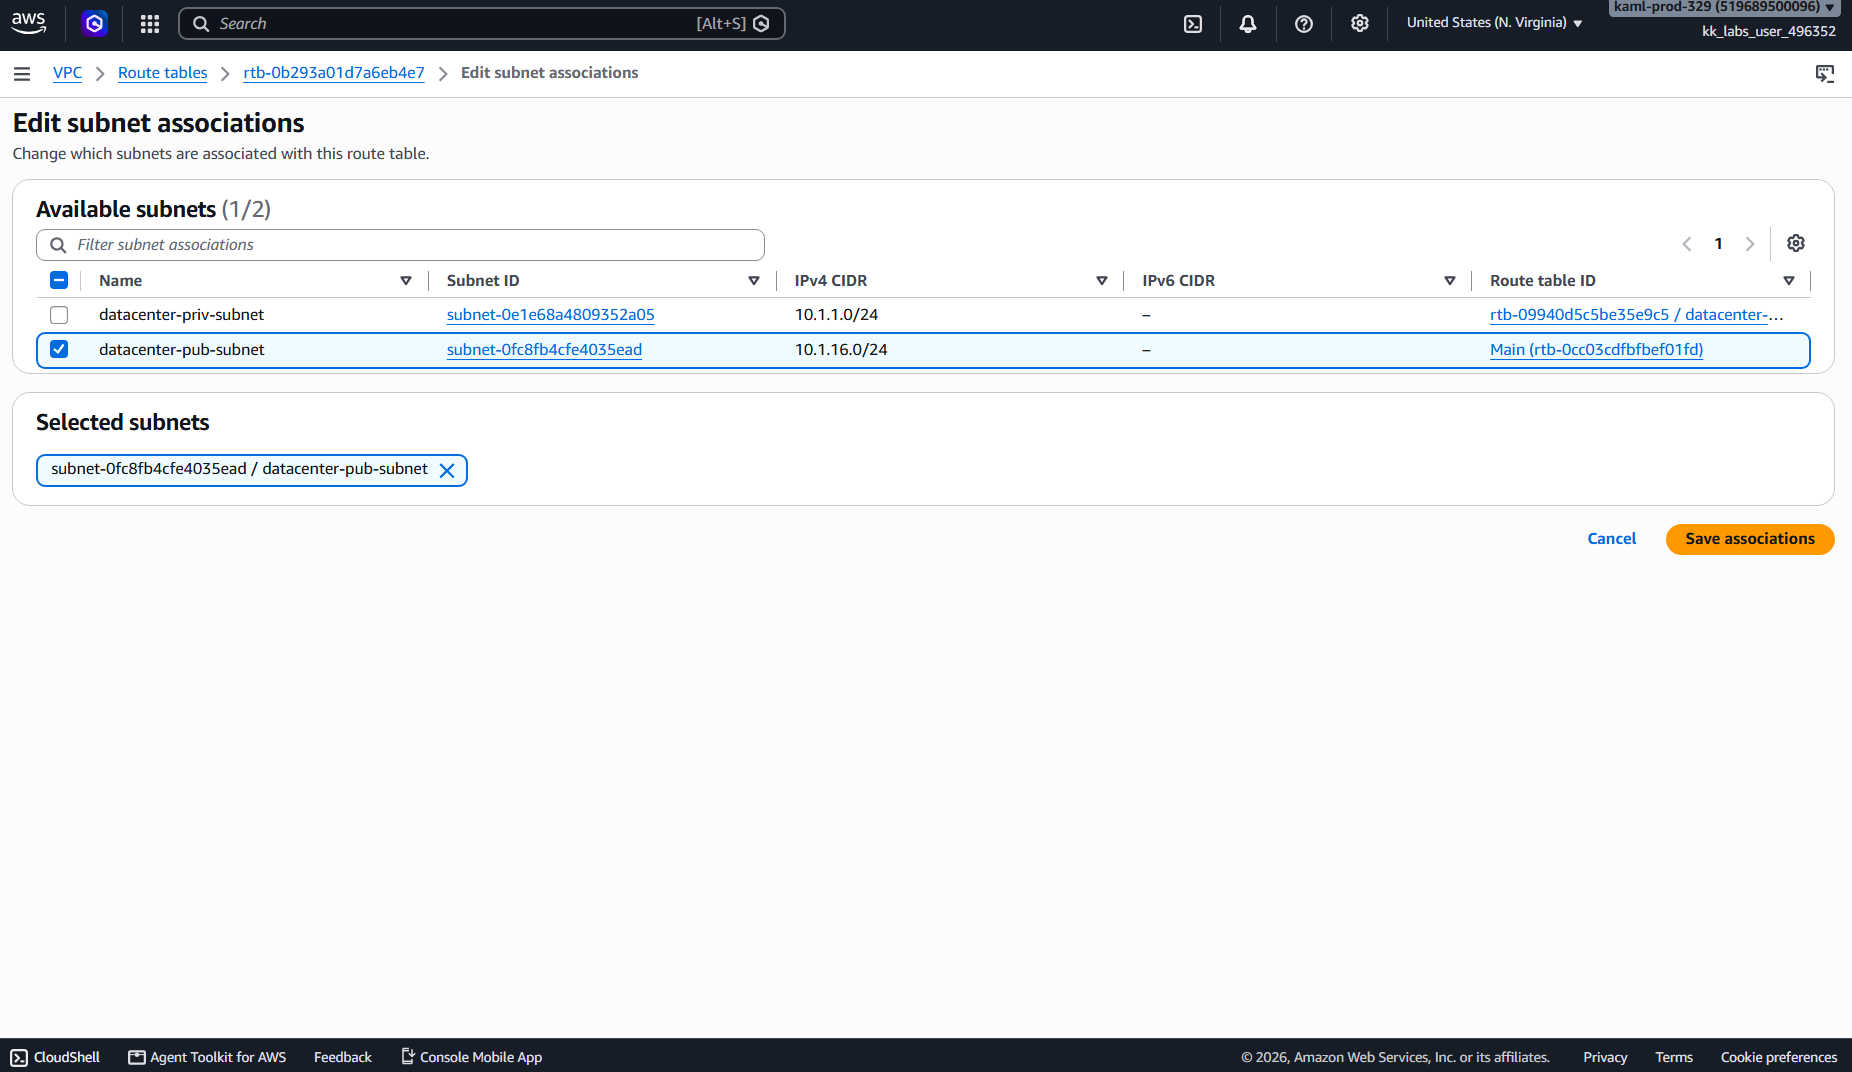 aws
Search [Alt+S]
United States (N. Virginia)
kaml-prod-329 (519689500096)
kk_labs_user_496352
VPC Route tables rtb-0b293a01d7a6eb4e7 Edit subnet associations
Edit subnet associations
Change which subnets are associated with this route table.
Available subnets (1/2)
Filter subnet associations
1
Name Subnet ID IPv4 CIDR IPv6 CIDR Route table ID
datacenter-priv-subnet subnet-0e1e68a4809352a05 10.1.1.0/24 – rtb-09940d5c5be35e9c5 / datacenter-...
datacenter-pub-subnet subnet-0fc8fb4cfe4035ead 10.1.16.0/24 – Main (rtb-0cc03cdfbfbef01fd)
Selected subnets
subnet-0fc8fb4cfe4035ead / datacenter-pub-subnet
Cancel Save associations
CloudShell Agent Toolkit for AWS Feedback Console Mobile App © 2026, Amazon Web Services, Inc. or its affiliates. Privacy Terms Cookie preferences